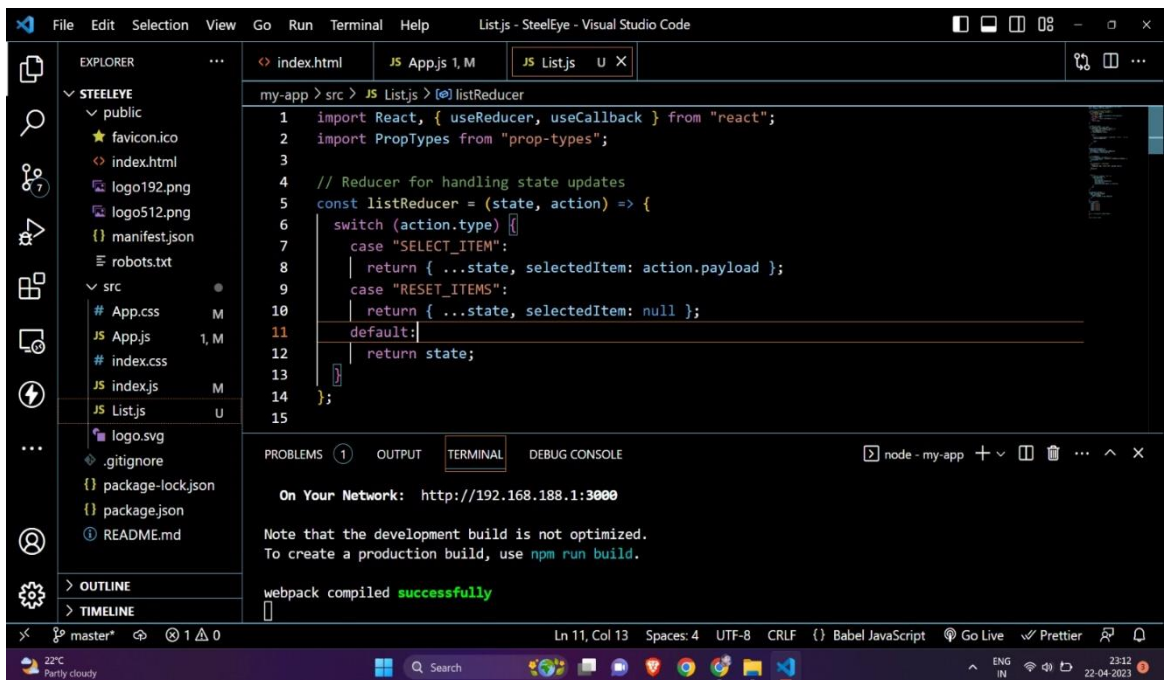 File Edit Selection View Go Run Terminal Help List.js - SteelEye - Visual Studio Code
EXPLORER
STEELEYE
public
favicon.ico
index.html
logo192.png
logo512.png
manifest.json
robots.txt
src
App.css M
App.js 1, M
index.css
index.js M
List.js U
logo.svg
.gitignore
package-lock.json
package.json
README.md
OUTLINE
TIMELINE
7
index.html JS App.js 1, M JS List.js U
my-app > src > JS List.js > listReducer
1 import React, { useReducer, useCallback } from "react";
2 import PropTypes from "prop-types";
3
4 // Reducer for handling state updates
5 const listReducer = (state, action) => {
6 switch (action.type) {
7 case "SELECT_ITEM":
8 return { ...state, selectedItem: action.payload };
9 case "RESET_ITEMS":
10 return { ...state, selectedItem: null };
11 default:
12 return state;
13 }
14 };
15
PROBLEMS 1 OUTPUT TERMINAL DEBUG CONSOLE node - my-app
On Your Network: http://192.168.188.1:3000
Note that the development build is not optimized.
To create a production build, use npm run build.
webpack compiled successfully
master* 1 0 Ln 11, Col 13 Spaces: 4 UTF-8 CRLF {} Babel JavaScript Go Live Prettier
22°C
Partly cloudy
Search
ENG
IN
23:12
22-04-2023
3